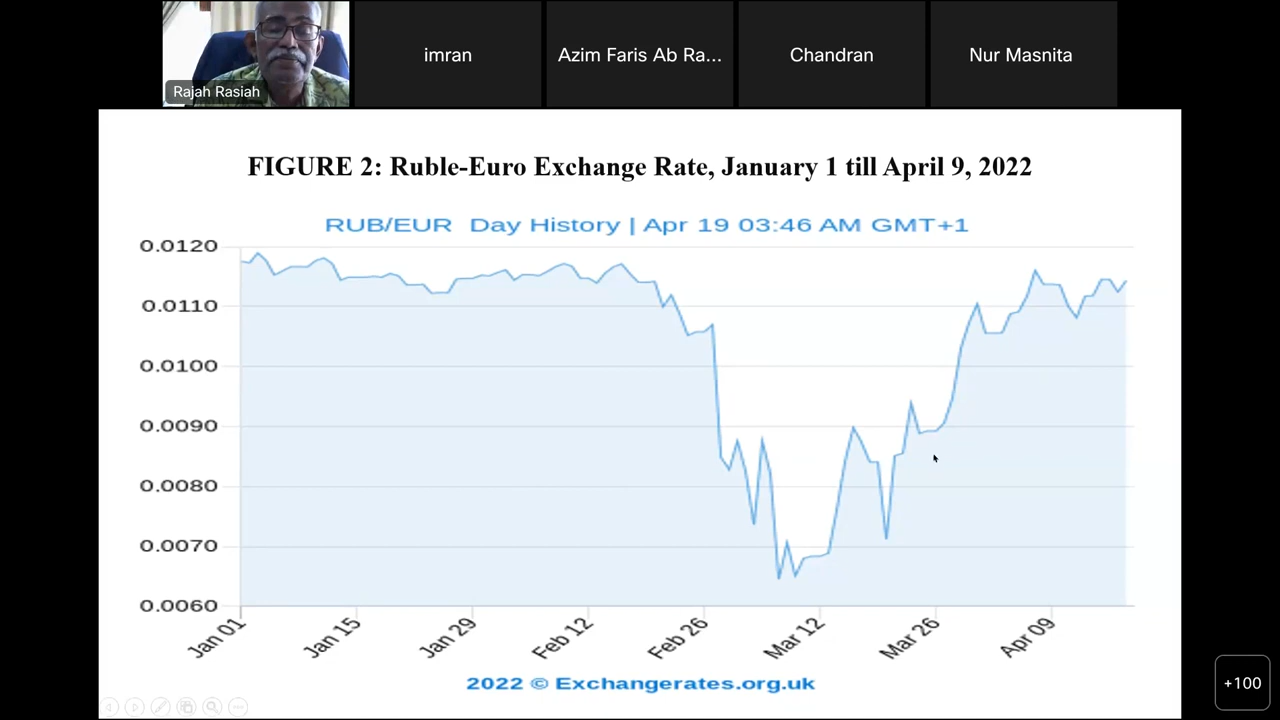 imran
Azim Faris Ab Ra...
Chandran
Nur Masnita
Rajah Rasiah
FIGURE 2: Ruble-Euro Exchange Rate, January 1 till April 9, 2022
RUB/EUR Day History | Apr 19 03:46 AM GMT+1
0.0120
0.0110
0.0100
0.0090
0.0080
0.0070
0.0060
Jan 01
Jan 15
Jan 29
Feb 12
Feb 26
Mar 12
Mar 26
Apr 09
2022 © Exchangerates.org.uk
+100